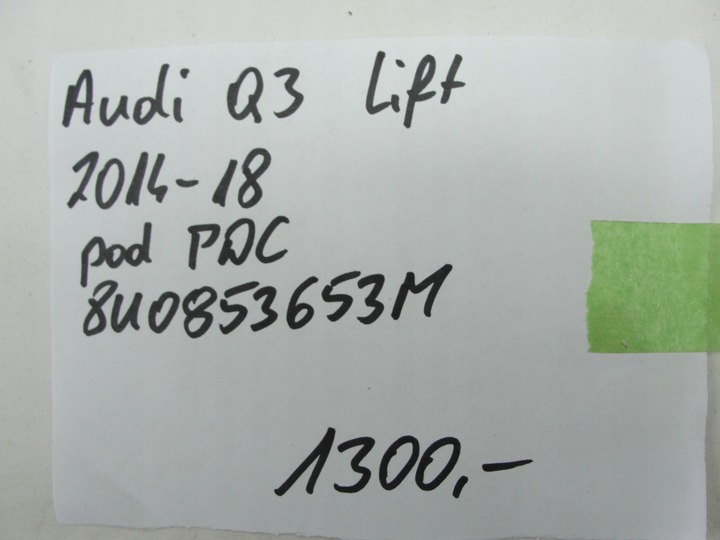 Audi Q3 Lift
2014-18
pod PDC
8U0853653M
1300,-